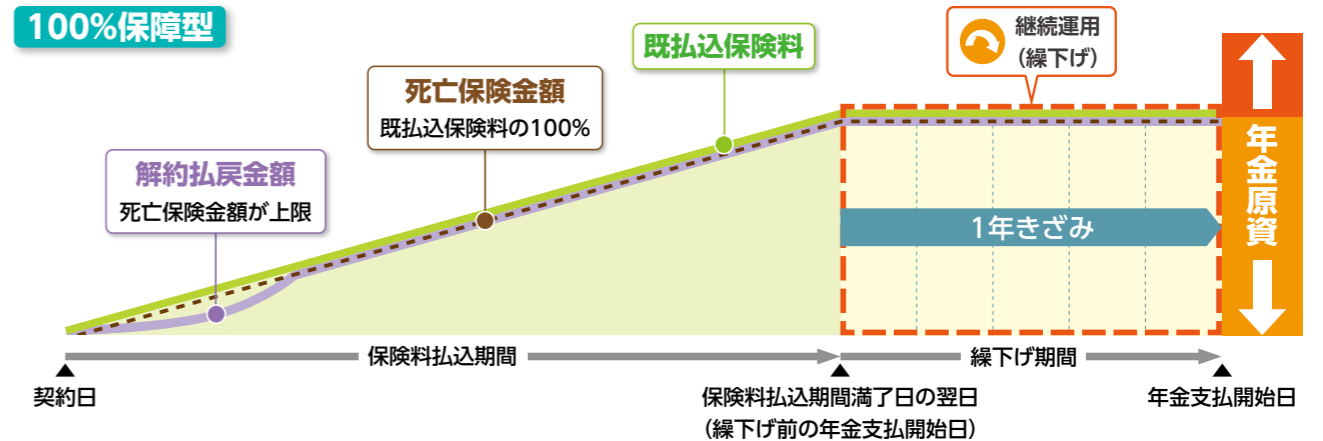 100%保障型
継続運用
（繰下げ）
既払込保険料
死亡保険金額
既払込保険料の100%
解約払戻金額
死亡保険金額が上限
年金原資
1年きざみ
保険料払込期間
繰下げ期間
契約日
保険料払込期間満了日の翌日
（繰下げ前の年金支払開始日）
年金支払開始日